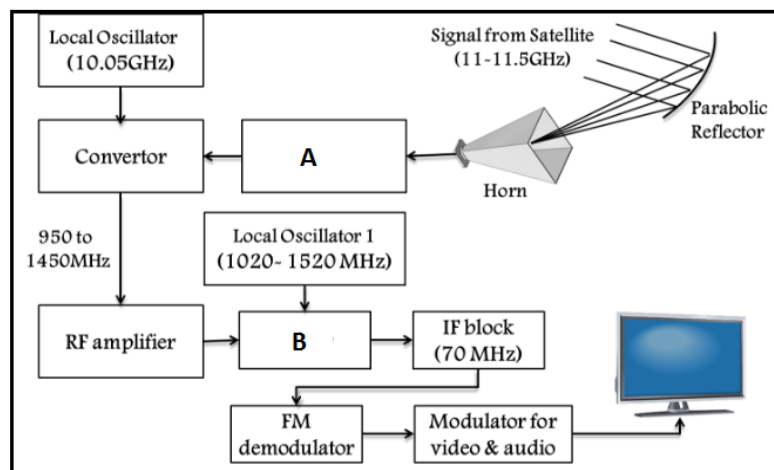 Local Oscillator
(10.05GHz)
Signal from Satellite
(11-11.5GHz)
Parabolic
Reflector
Convertor
A
Horn
950 to
1450MHz
Local Oscillator 1
(1020- 1520 MHz)
RF amplifier
B
IF block
(70 MHz)
FM
demodulator
Modulator for
video & audio